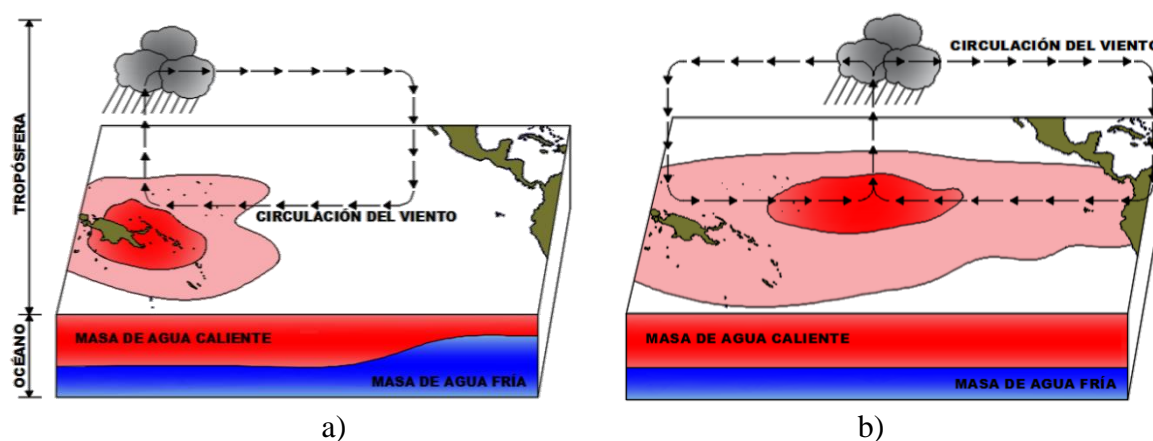 TROPÓSFERA
CIRCULACIÓN DEL VIENTO
OCÉANO
MASA DE AGUA CALIENTE
MASA DE AGUA FRÍA
a)
CIRCULACIÓN DEL VIENTO
MASA DE AGUA CALIENTE
MASA DE AGUA FRÍA
b)